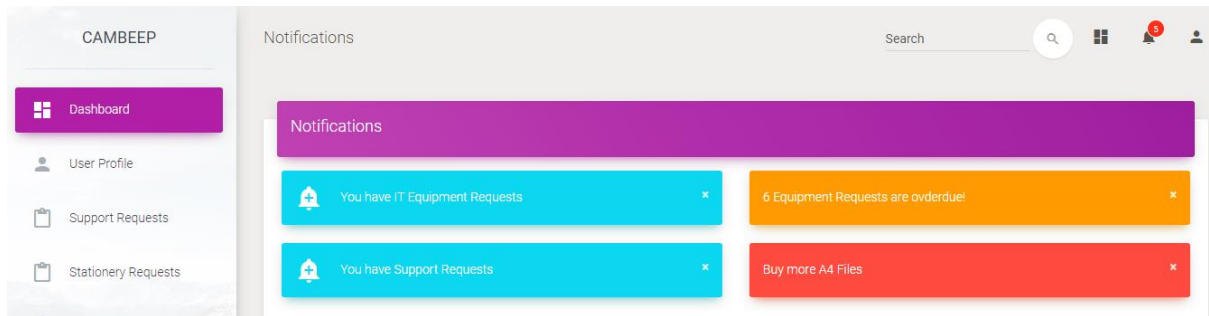 CAMBEEP
Notifications
Search
5
Dashboard
User Profile
Support Requests
Stationery Requests
Notifications
You have IT Equipment Requests ×
6 Equipment Requests are ovderdue! ×
You have Support Requests ×
Buy more A4 Files ×